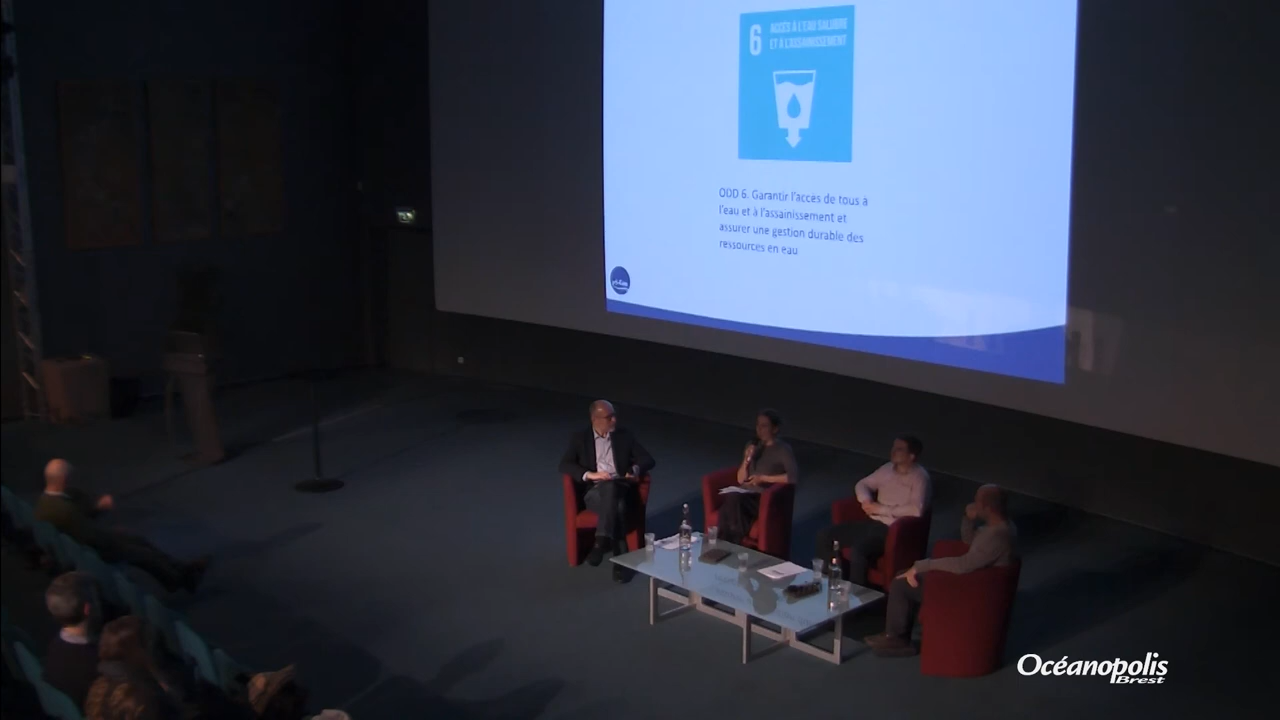 6
ACCÈS À L'EAU SALUBRE
ET À L'ASSAINISSEMENT
ODD 6. Garantir l'accès de tous à
l'eau et à l'assainissement et
assurer une gestion durable des
ressources en eau
Océanopolis
Brest